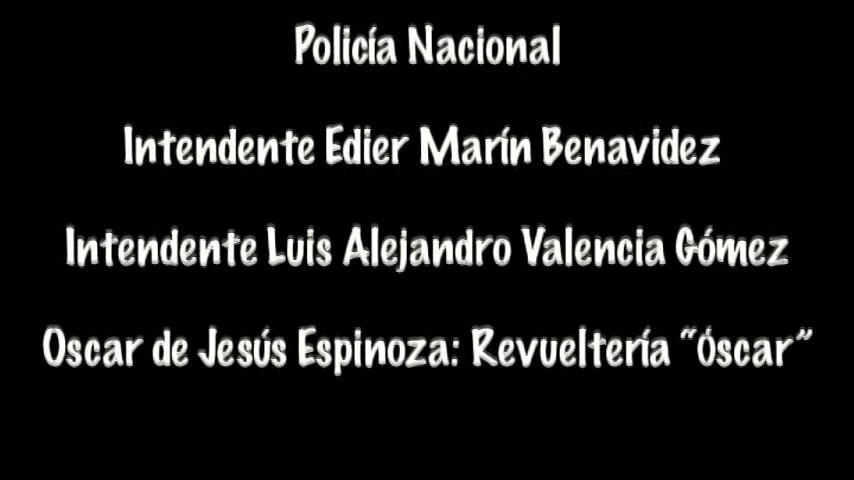 Policía Nacional
Intendente Edier Marín Benavidez
Intendente Luis Alejandro Valencia Gómez
Oscar de Jesús Espinoza: Revueltería “Óscar”